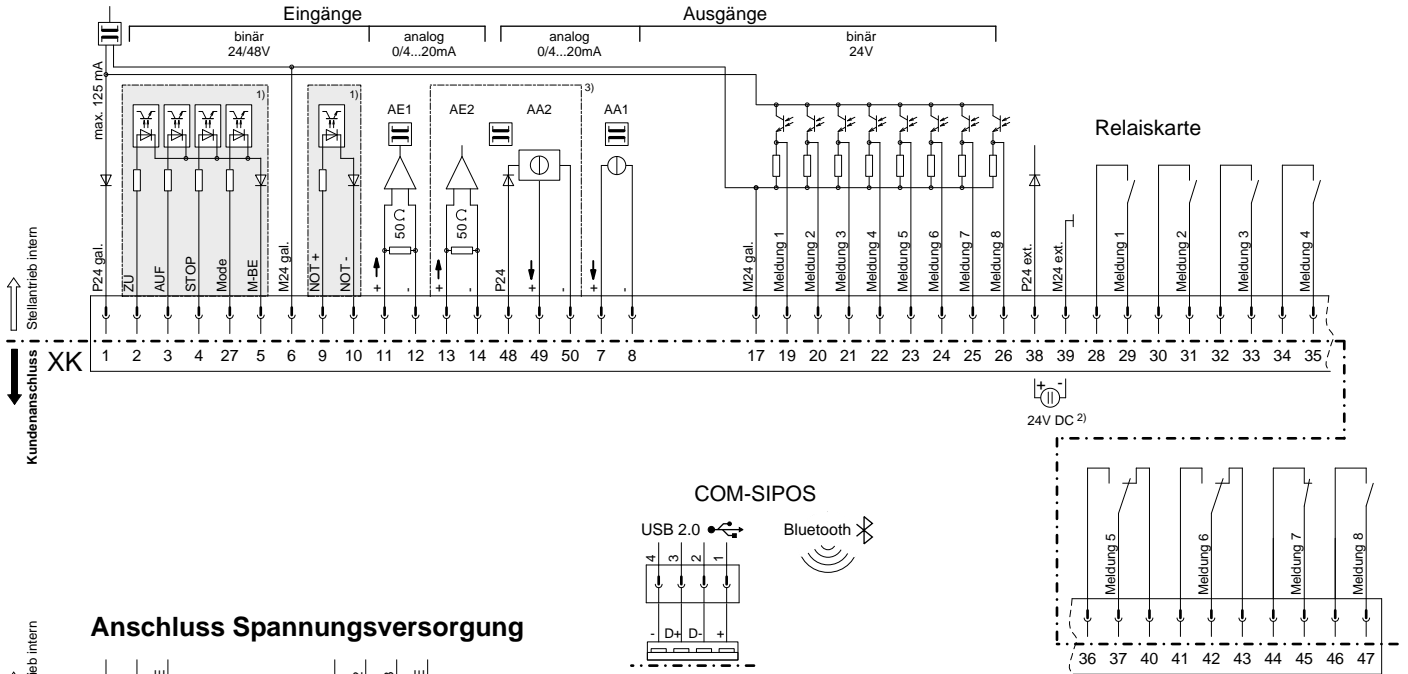 Eingänge Ausgänge
binär analog analog binär
24/48V 0/4...20mA 0/4...20mA 24V
max. 125 mA
1) 1) 3)
AE1 AE2 AA2 AA1
Relaiskarte
50 Ω 50 Ω
Stellantrieb intern
P24 gal. ZU AUF STOP Mode M-BE M24 gal. NOT + NOT - + - + - P24 + - + - M24 gal. Meldung 1 Meldung 2 Meldung 3 Meldung 4 Meldung 5 Meldung 6 Meldung 7 Meldung 8 P24 ext. M24 ext. Meldung 1 Meldung 2 Meldung 3 Meldung 4
Kundenanschluss
XK 1 2 3 4 27 5 6 9 10 11 12 13 14 48 49 50 7 8 17 19 20 21 22 23 24 25 26 38 39 28 29 30 31 32 33 34 35
+ -
24V DC 2)
COM-SIPOS
USB 2.0 Bluetooth
4 3 2 1
- D+ D- +
Meldung 5 Meldung 6 Meldung 7 Meldung 8
36 37 40 41 42 43 44 45 46 47
Anschluss Spannungsversorgung
intern